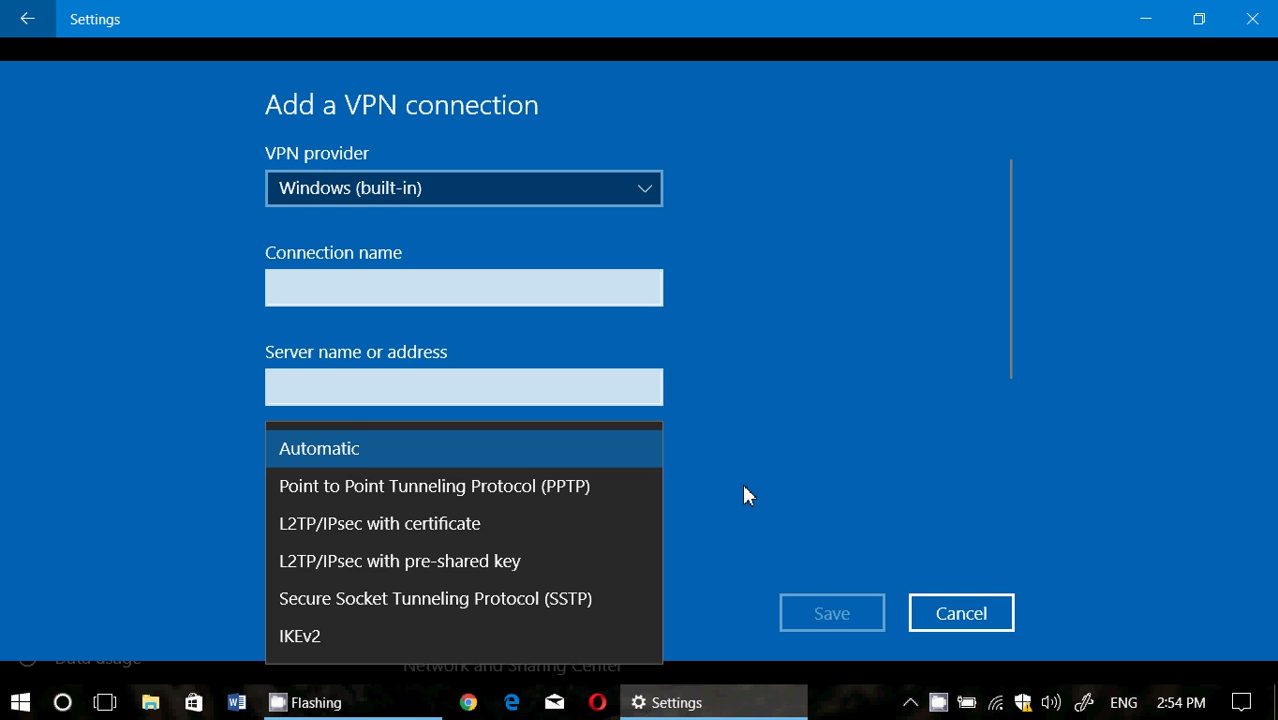 Settings
Add a VPN connection
VPN provider
Windows (built-in)
Connection name
Server name or address
Automatic
Point to Point Tunneling Protocol (PPTP)
L2TP/IPsec with certificate
L2TP/IPsec with pre-shared key
Secure Socket Tunneling Protocol (SSTP)
IKEv2
Save
Cancel
Data usage
Network and Sharing Center
Flashing
Settings
ENG
2:54 PM